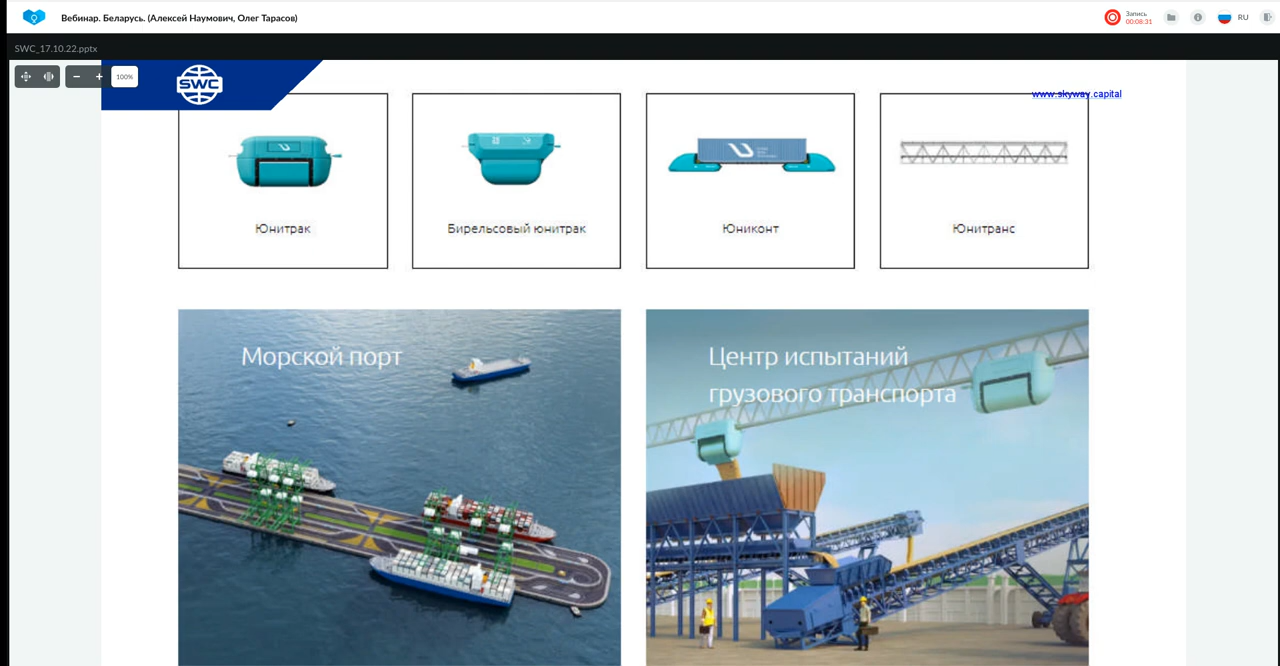 Вебинар. Беларусь. (Алексей Наумович, Олег Тарасов)
Запись
00:08:31
RU
SWC_17.10.22.pptx
100%
SWC
www.skyway.capital
Юнитрак
Бирельсовый юнитрак
Юниконт
Юнитранс
Морской порт
Центр испытаний
грузового транспорта